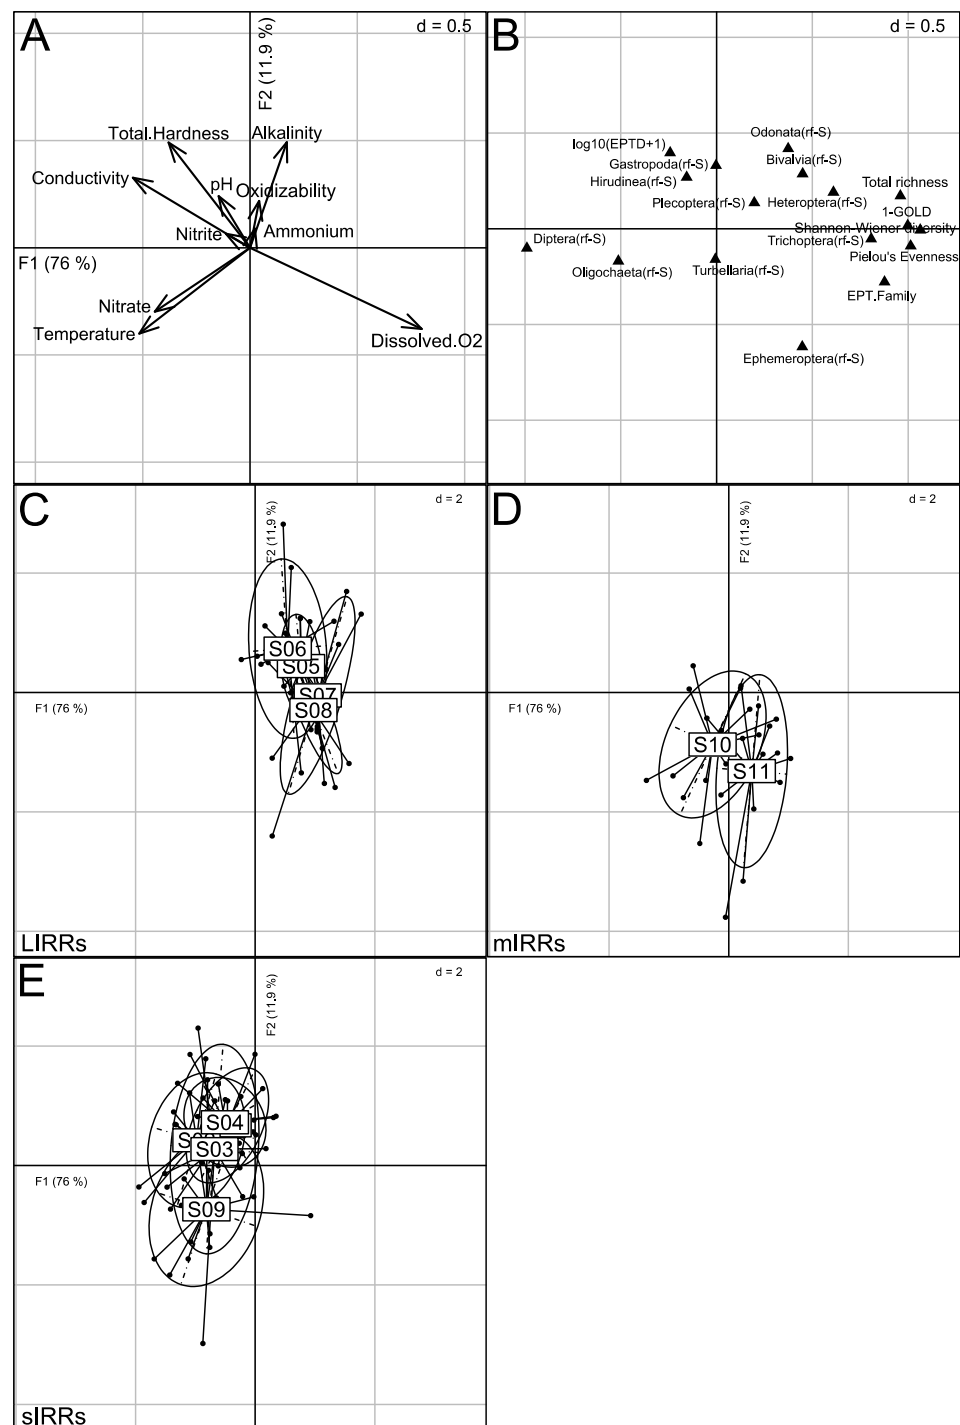 A
d = 0.5
F2 (11.9 %)
Total.Hardness
Alkalinity
Conductivity
pH
Oxidizability
Nitrite
Ammonium
F1 (76 %)
Nitrate
Temperature
Dissolved.O2
B
d = 0.5
Odonata(rf-S)
log10(EPTD+1)
Bivalvia(rf-S)
Gastropoda(rf-S)
Hirudinea(rf-S)
Total richness
Plecoptera(rf-S)
Heteroptera(rf-S)
1-GOLD
Shannon-Wiener diversity
Diptera(rf-S)
Trichoptera(rf-S)
Pielou's Evenness
Oligochaeta(rf-S)
Turbellaria(rf-S)
EPT.Family
Ephemeroptera(rf-S)
C
d = 2
F2 (11.9 %)
S06
S05
S07
S08
F1 (76 %)
LIRRs
D
d = 2
F2 (11.9 %)
F1 (76 %)
S10
S11
mIRRs
E
d = 2
F2 (11.9 %)
S04
S03
F1 (76 %)
S09
sIRRs